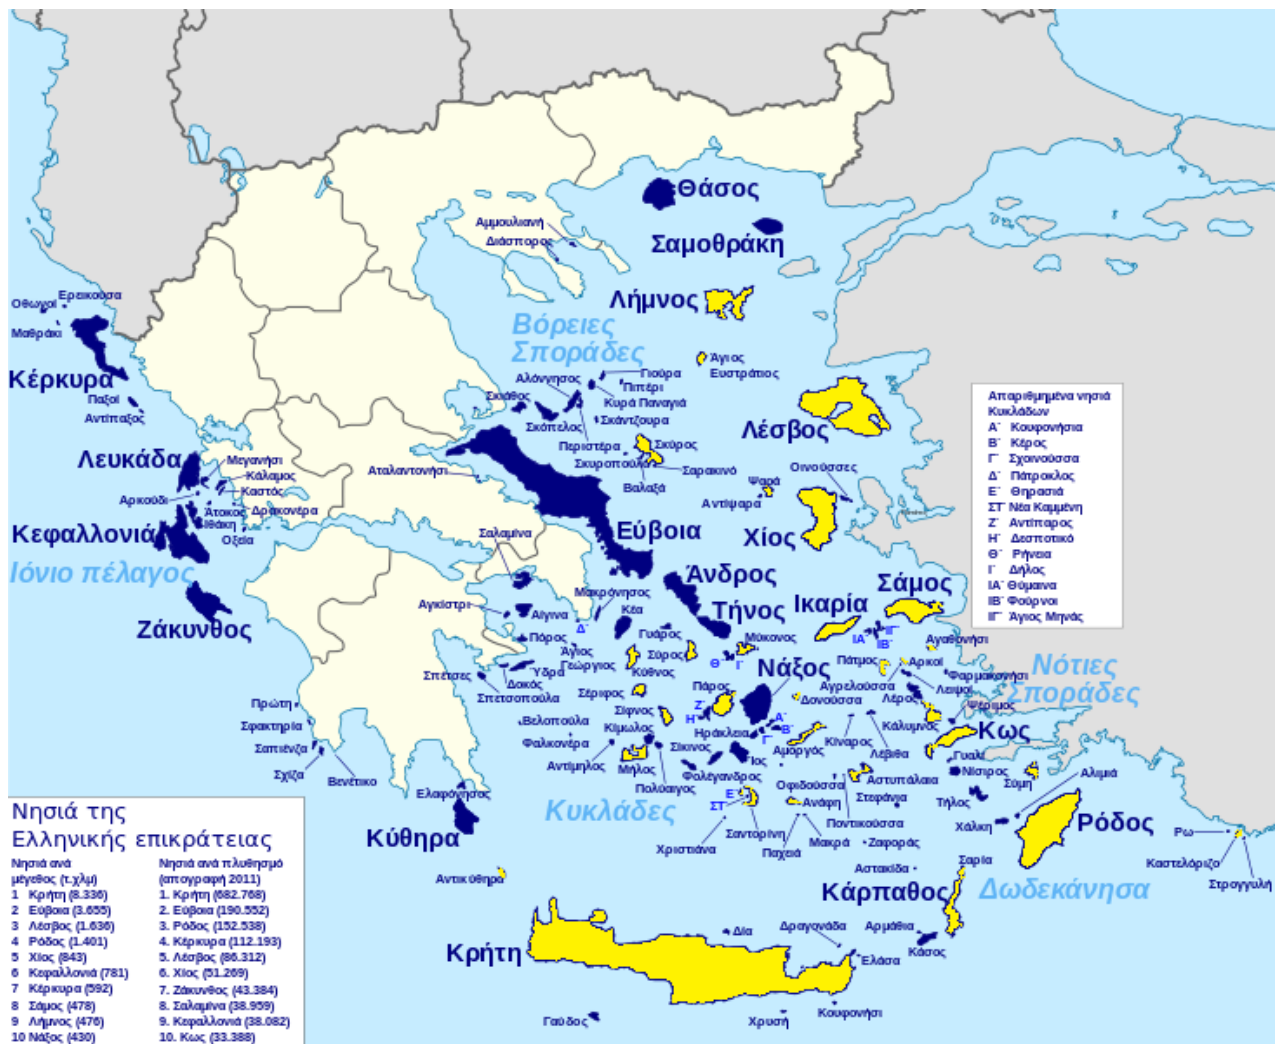 Θάσος
Σαμοθράκη
Αμμουλιανή
Διάσπορος
Λήμνος
Οθωνοί
Ερεικούσα
Μαθράκι
Βόρειες
Σποράδες
Άγιος
Ευστράτιος
Κέρκυρα
Παξοί
Αντίπαξος
Αλόννησος
Γιούρα
Πιπέρι
Κυρά Παναγιά
Σκιάθος
Σκόπελος
Σκάντζουρα
Περιστέρα
Σκύρος
Σκυροπούλα
Σαρακινό
Βαλαξά
Λέσβος
Απαριθμημένα νησιά
Κυκλάδων
Α΄ Κουφονήσια
Β΄ Κέρος
Γ΄ Σχοινούσσα
Δ΄ Πάτροκλος
Ε΄ Θηρασιά
ΣΤ΄ Νέα Καμμένη
Ζ΄ Αντίπαρος
Η΄ Δεσποτικό
Θ΄ Ρήνεια
Ι΄ Δήλος
ΙΑ΄ Θύμαινα
ΙΒ΄ Φούρνοι
ΙΓ΄ Άγιος Μηνάς
Λευκάδα
Μεγανήσι
Κάλαμος
Καστός
Αρκούδι
Άτοκος
Δρακονέρα
Ιθάκη
Οξεία
Αταλαντονήσι
Οινούσσες
Ψαρά
Αντίψαρα
Κεφαλλονιά
Ιόνιο πέλαγος
Ζάκυνθος
Σαλαμίνα
Εύβοια
Χίος
Άνδρος
Τήνος
Ικαρία
Σάμος
Μακρόνησος
Αγκίστρι
Αίγινα
Κέα
Γυάρος
Μύκονος
Δ΄
Πόρος
Άγιος
Γεώργιος
Κύθνος
Σύρος
Θ΄
Ι΄
ΙΑ΄
ΙΒ΄
ΙΓ΄
Αγαθονήσι
Νότιες
Σποράδες
Νάξος
Πάτμος
Αρκοί
Φαρμακονήσι
Σπέτσες
Δοκός
Ύδρα
Σπετσοπούλα
Σέριφος
Πάρος
Δονούσσα
Αγρελούσσα
Λέρος
Λειψοί
Ψέριμος
Πρώτη
Σφακτηρία
Σαπιέντζα
Σχίζα
Βενέτικο
Βελοπούλα
Φαλκονέρα
Σίφνος
Κίμωλος
Ζ΄
Η΄
Ηράκλεια
Α΄
Β΄
Γ΄
Αμοργός
Κίναρος
Λέβιθα
Κάλυμνος
Κως
Αντίμηλος
Μήλος
Πολύαιγος
Σίκινος
Φολέγανδρος
Ίος
Οφιδούσσα
Αστυπάλαια
Γυαλί
Νίσυρος
Σύμη
Αλιμιά
Ελαφόνησος
Κυκλάδες
Ε΄
ΣΤ΄
Χριστιάνα
Σαντορίνη
Ανάφη
Παχειά
Μακρά
Στεφάνια
Ποντικούσσα
Ζαφοράς
Τήλος
Χάλκη
Ρόδος
Ρω
Καστελόριζο
Στρογγυλή
Κύθηρα
Αντικύθηρα
Αστακίδα
Σαρία
Κάρπαθος
Δωδεκάνησα
Κρήτη
Δία
Δραγονάδα
Ελάσα
Αρμάθια
Κάσος
Γαύδος
Χρυσή
Κουφονήσι
Νησιά της
Ελληνικής επικράτειας
Νησιά ανά
μέγεθος (τ.χλμ)
1 Κρήτη (8.336)
2 Εύβοια (3.655)
3 Λέσβος (1.636)
4 Ρόδος (1.401)
5 Χίος (843)
6 Κεφαλλονιά (781)
7 Κέρκυρα (592)
8 Σάμος (478)
9 Λήμνος (476)
10 Νάξος (430)
Νησιά ανά πλυθησμό
(απογραφή 2011)
1. Κρήτη (682.768)
2. Εύβοια (190.552)
3. Ρόδος (152.538)
4. Κέρκυρα (112.193)
5. Λέσβος (86.312)
6. Χίος (51.269)
7. Ζάκυνθος (43.384)
8. Σαλαμίνα (38.959)
9. Κεφαλλονιά (38.082)
10. Κως (33.388)